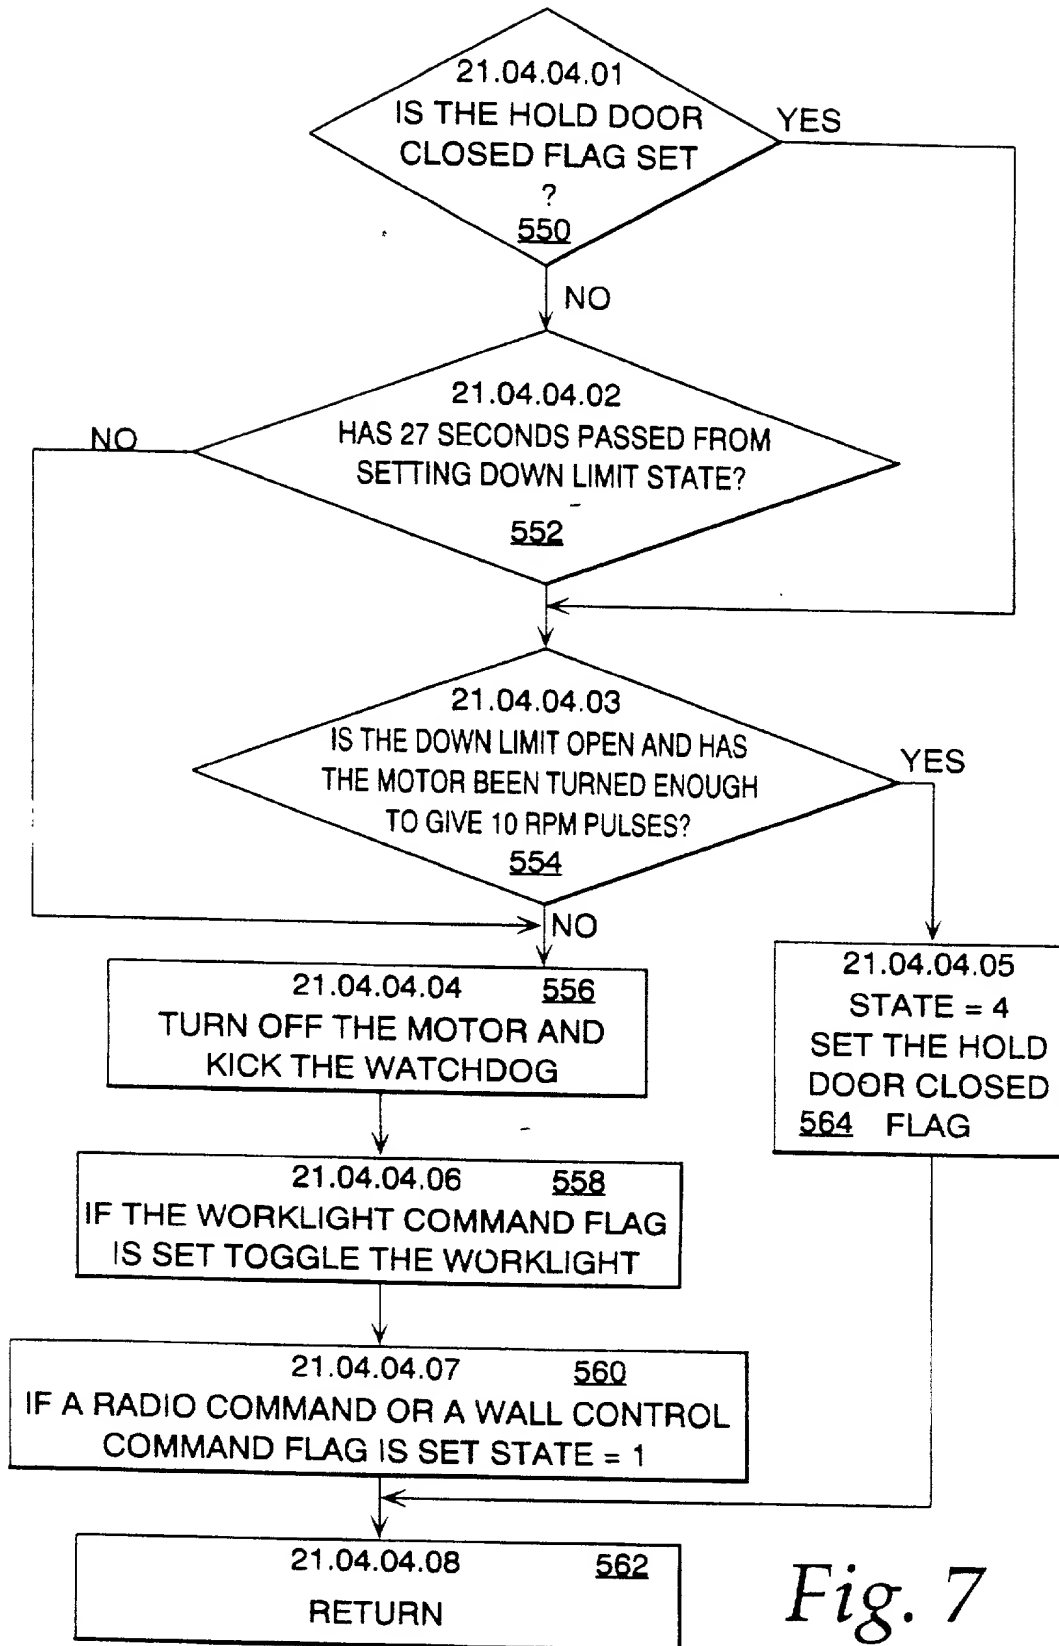 21.04.04.01
IS THE HOLD DOOR
CLOSED FLAG SET
?
550
YES
NO
21.04.04.02
HAS 27 SECONDS PASSED FROM
SETTING DOWN LIMIT STATE?
552
NO
21.04.04.03
IS THE DOWN LIMIT OPEN AND HAS
THE MOTOR BEEN TURNED ENOUGH
TO GIVE 10 RPM PULSES?
554
YES
NO
21.04.04.04 556
TURN OFF THE MOTOR AND
KICK THE WATCHDOG
21.04.04.05
STATE = 4
SET THE HOLD
DOOR CLOSED
564 FLAG
21.04.04.06 558
IF THE WORKLIGHT COMMAND FLAG
IS SET TOGGLE THE WORKLIGHT
21.04.04.07 560
IF A RADIO COMMAND OR A WALL CONTROL
COMMAND FLAG IS SET STATE = 1
21.04.04.08 562
RETURN
Fig. 7